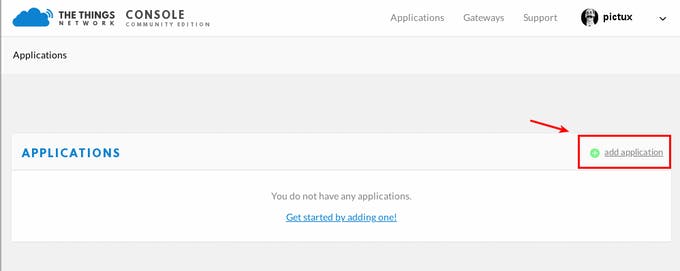 THE THINGS NETWORK CONSOLE COMMUNITY EDITION
Applications Gateways Support pictux
Applications
APPLICATIONS add application
You do not have any applications.
Get started by adding one!